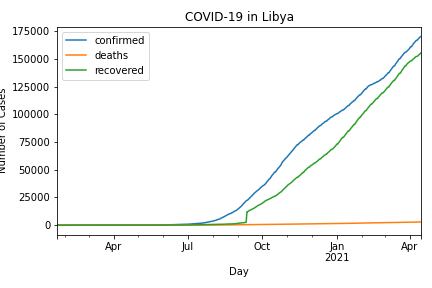 COVID-19 in Libya
175000
150000
125000
100000
75000
50000
25000
0
Number of Cases
confirmed
deaths
recovered
Apr
Jul
Oct
Jan
2021
Apr
Day